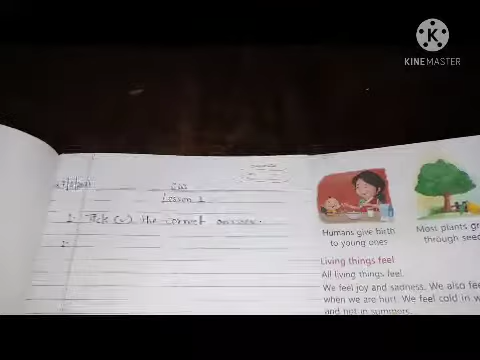 K
KINEMASTER
C.W
Lesson 1
1. Tick (✓) the correct answer.
1.
Humans give birth
to young ones
Most plants gr
through seed
Living things feel
All living things feel.
We feel joy and sadness. We also fee
when we are hurt. We feel cold in w
and hot in summers.